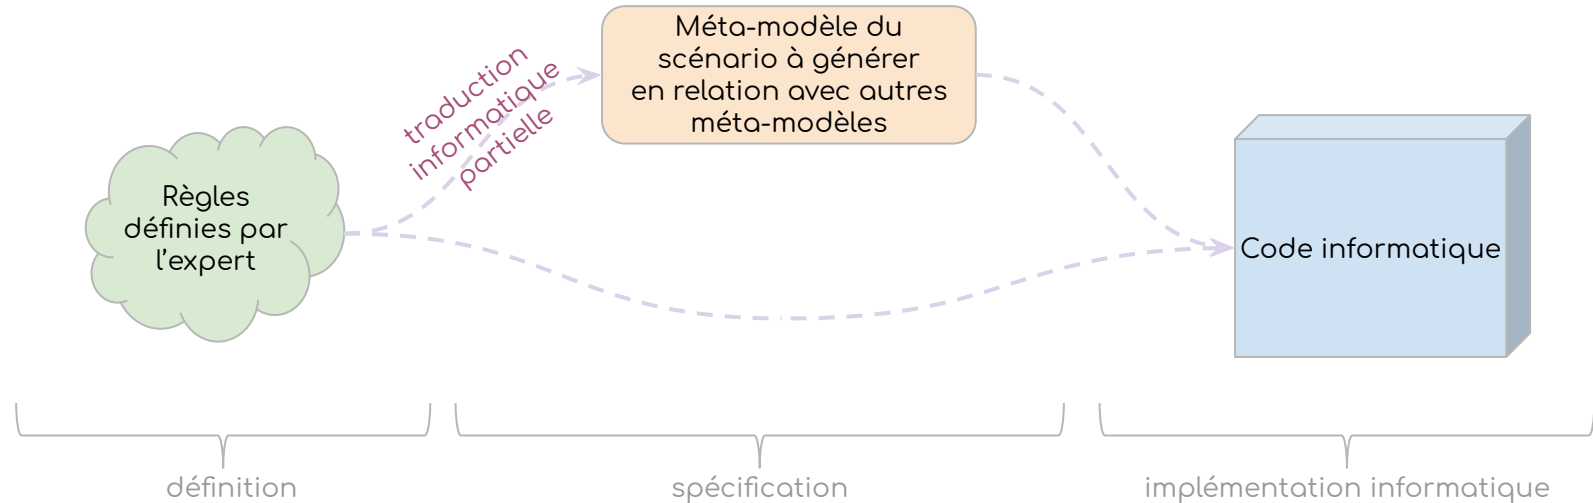 Méta-modèle du
scénario à générer
en relation avec autres
méta-modèles
traduction
informatique
partielle
Règles
définies par
l'expert
Code informatique
définition
spécification
implémentation informatique